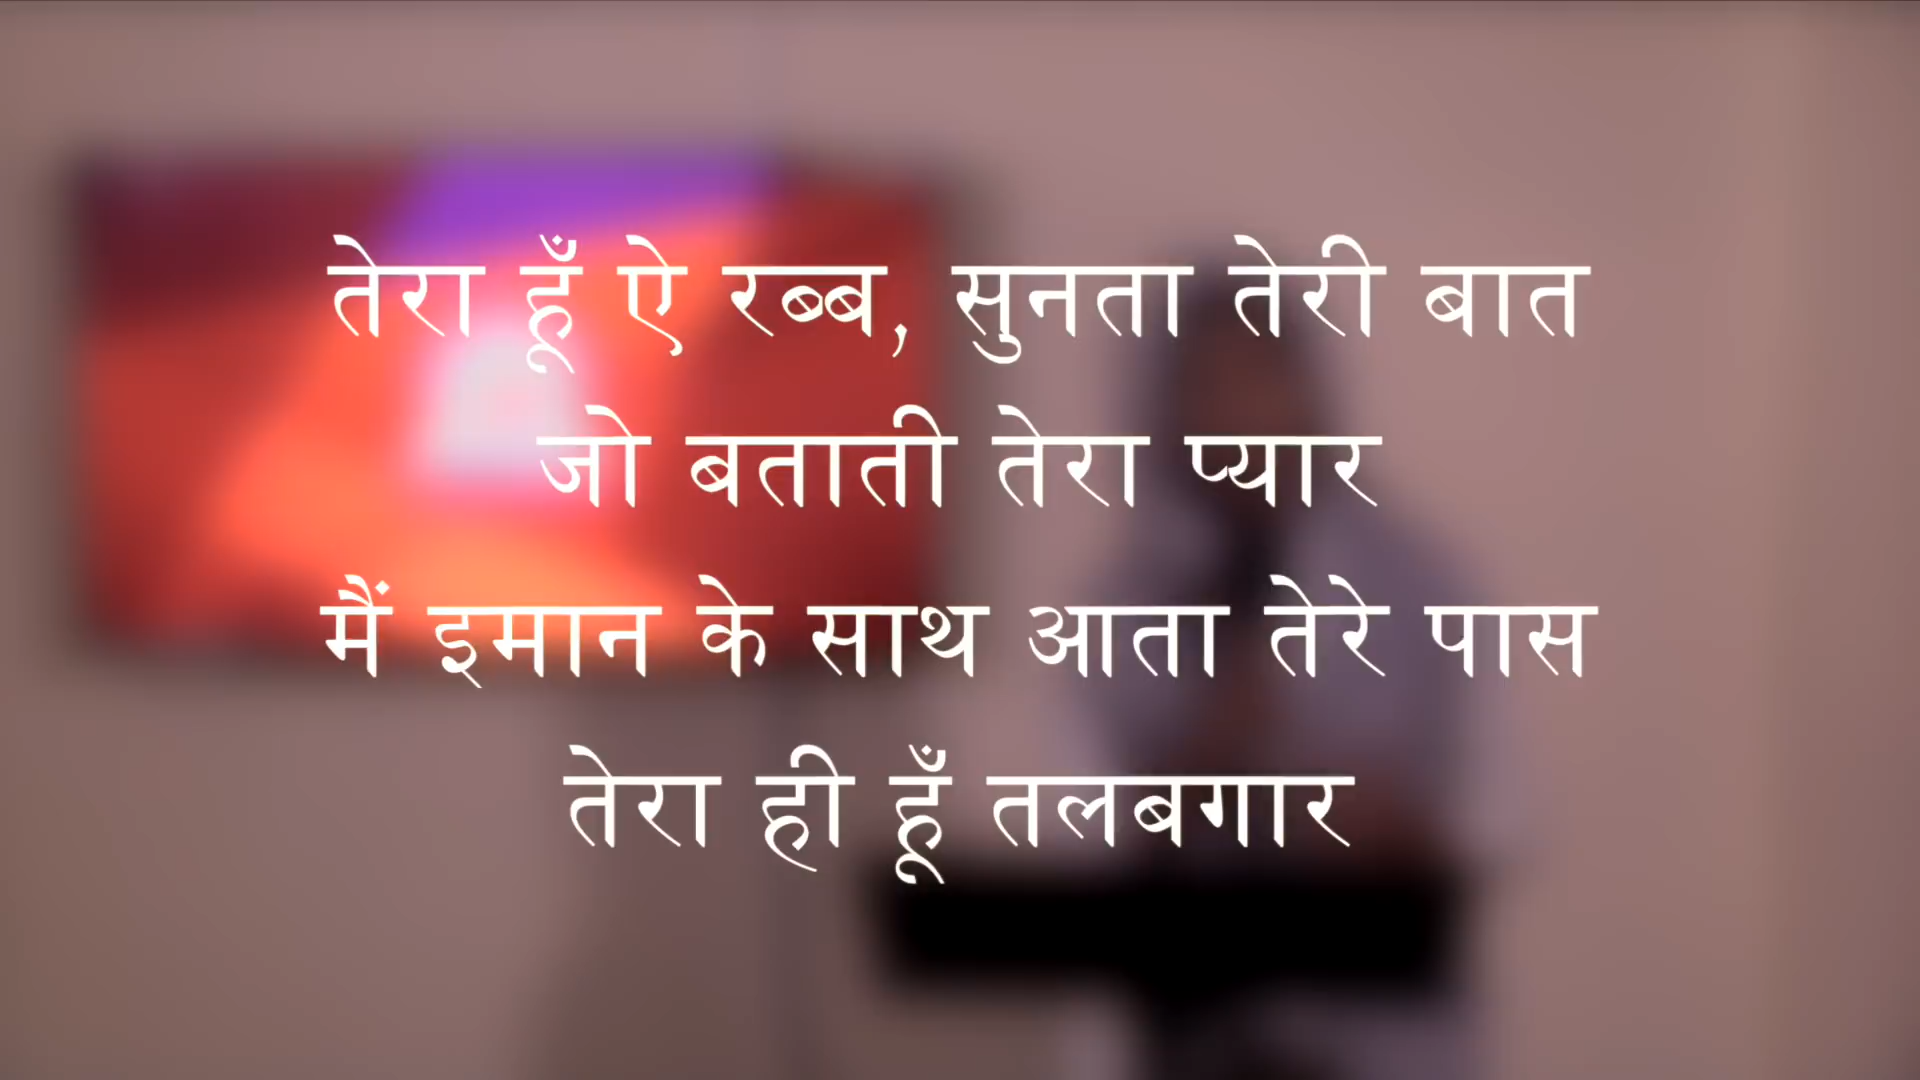 तेरा हूँ ऐ रब्ब, सुनता तेरी बात
जो बताती तेरा प्यार
मैं इमान के साथ आता तेरे पास
तेरा ही हूँ तलबगार